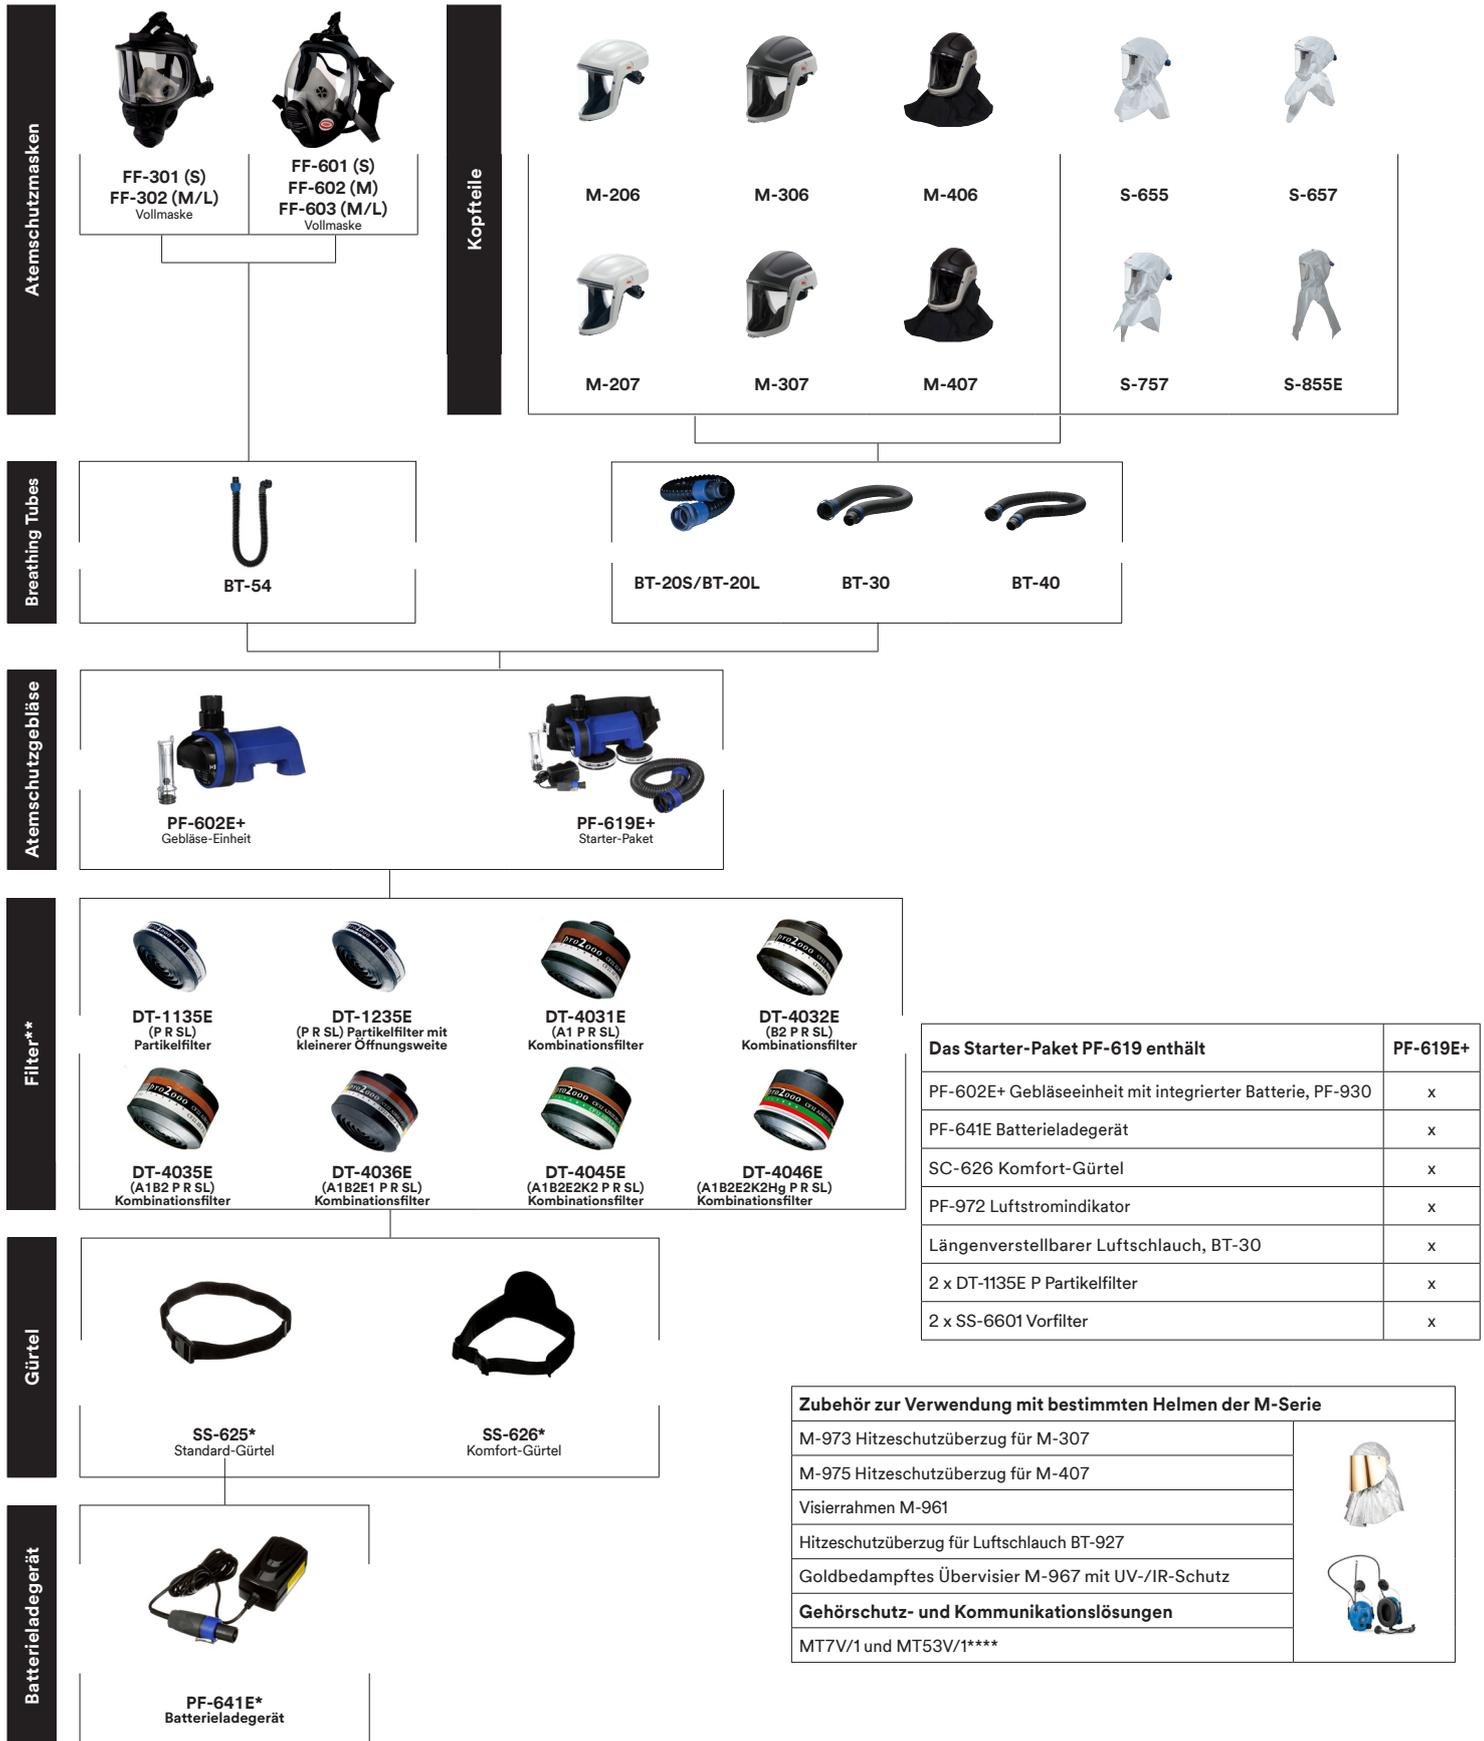 Atemschutzmasken
FF-301 (S)
FF-302 (M/L)
Vollmaske
FF-601 (S)
FF-602 (M)
FF-603 (M/L)
Vollmaske
Kopfteile
M-206
M-306
M-406
S-655
S-657
M-207
M-307
M-407
S-757
S-855E
Breathing Tubes
BT-54
BT-20S/BT-20L
BT-30
BT-40
Atemschutzgebläse
PF-602E+
Gebläse-Einheit
PF-619E+
Starter-Paket
Filter**
DT-1135E
(P R SL)
Partikelfilter
DT-1235E
(P R SL) Partikelfilter mit
kleinerer Öffnungsweite
DT-4031E
(A1 P R SL)
Kombinationsfilter
DT-4032E
(B2 P R SL)
Kombinationsfilter
DT-4035E
(A1B2 P R SL)
Kombinationsfilter
DT-4036E
(A1B2E1 P R SL)
Kombinationsfilter
DT-4045E
(A1B2E2K2 P R SL)
Kombinationsfilter
DT-4046E
(A1B2E2K2Hg P R SL)
Kombinationsfilter
Das Starter-Paket PF-619 enthält PF-619E+
PF-602E+ Gebläseeinheit mit integrierter Batterie, PF-930 x
PF-641E Batterieladegerät x
SC-626 Komfort-Gürtel x
PF-972 Luftstromindikator x
Längenverstellbarer Luftschlauch, BT-30 x
2 x DT-1135E P Partikelfilter x
2 x SS-6601 Vorfilter x
Gürtel
SS-625*
Standard-Gürtel
SS-626*
Komfort-Gürtel
Zubehör zur Verwendung mit bestimmten Helmen der M-Serie
M-973 Hitzeschutzüberzug für M-307
M-975 Hitzeschutzüberzug für M-407
Visierrahmen M-961
Hitzeschutzüberzug für Luftschlauch BT-927
Goldbedampftes Übervisier M-967 mit UV-/IR-Schutz
Gehörschutz- und Kommunikationslösungen
MT7V/1 und MT53V/1****
Batterieladegerät
PF-641E*
Batterieladegerät